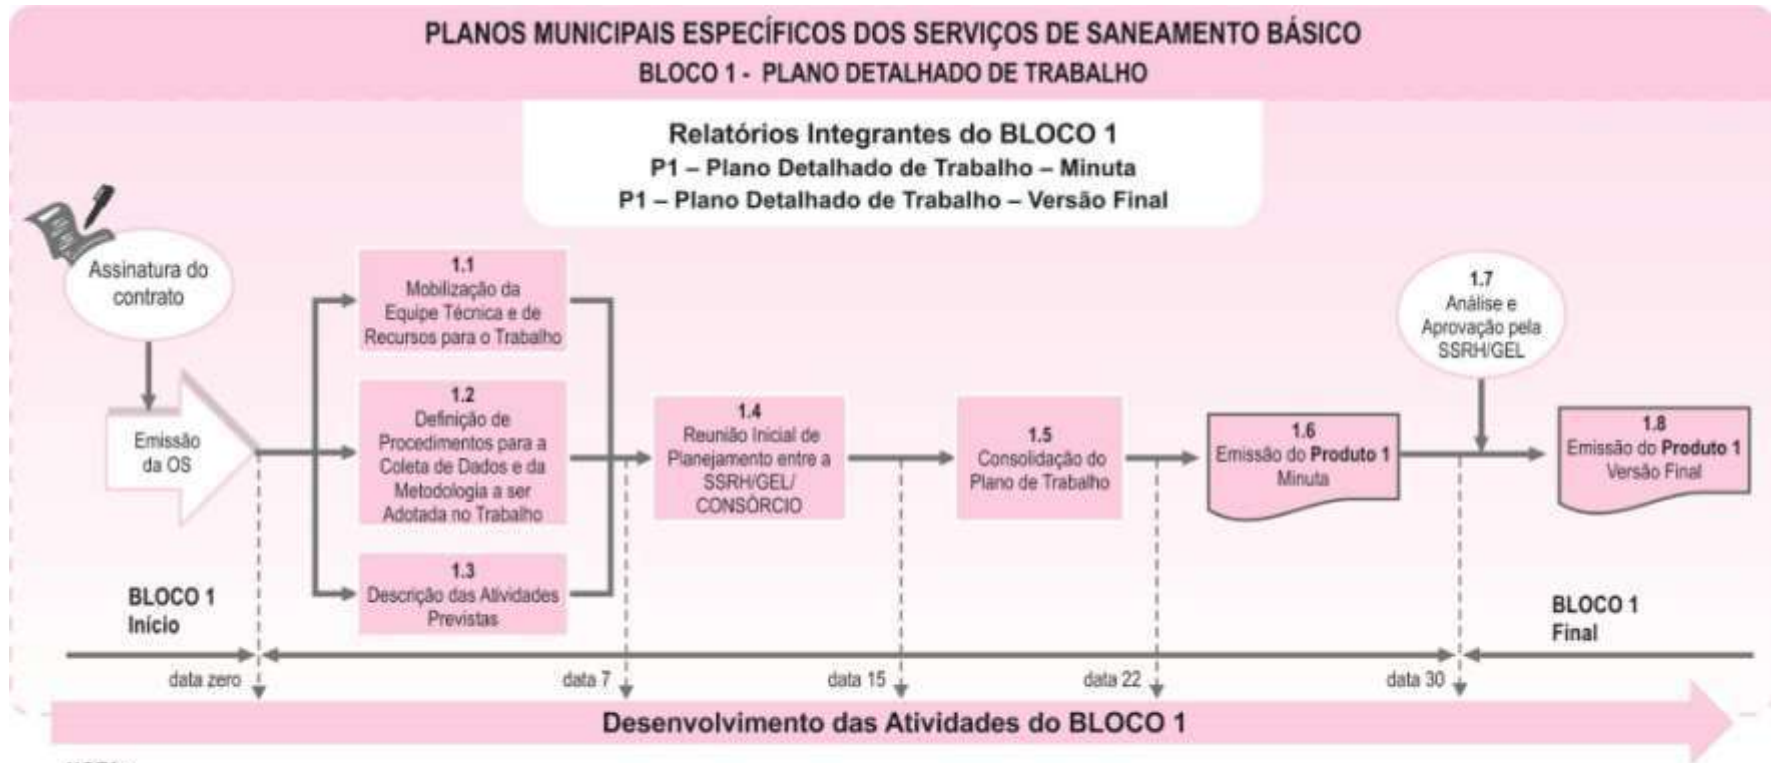 PLANOS MUNICIPAIS ESPECÍFICOS DOS SERVIÇOS DE SANEAMENTO BÁSICO
BLOCO 1 - PLANO DETALHADO DE TRABALHO
Relatórios Integrantes do BLOCO 1
P1 – Plano Detalhado de Trabalho – Minuta
P1 – Plano Detalhado de Trabalho – Versão Final
Assinatura do
contrato
Emissão
da OS
1.1
Mobilização da
Equipe Técnica e de
Recursos para o Trabalho
1.2
Definição de
Procedimentos para a
Coleta de Dados e da
Metodologia a ser
Adotada no Trabalho
1.3
Descrição das Atividades
Previstas
1.4
Reunião Inicial de
Planejamento entre a
SSRH/GEL/
CONSÓRCIO
1.5
Consolidação do
Plano de Trabalho
1.6
Emissão do Produto 1
Minuta
1.7
Análise e
Aprovação pela
SSRH/GEL
1.8
Emissão do Produto 1
Versão Final
BLOCO 1
Início
BLOCO 1
Final
data zero
data 7
data 15
data 22
data 30
Desenvolvimento das Atividades do BLOCO 1